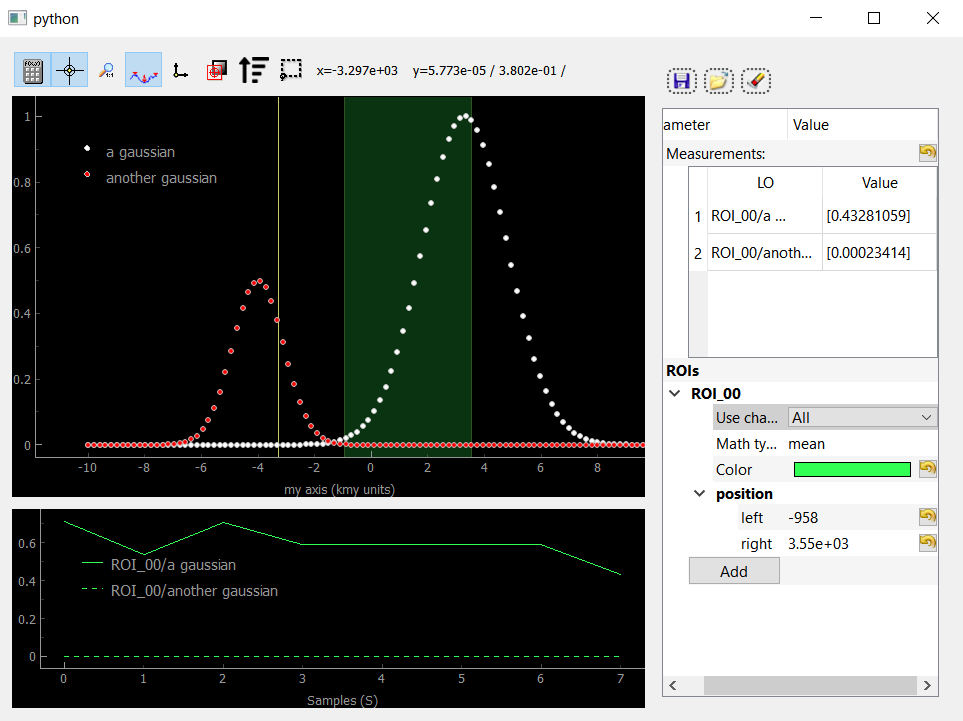 python
1:1
x=-3.297e+03 y=5.773e-05 / 3.802e-01 /
1
0.8
0.6
0.4
0.2
0
a gaussian
another gaussian
-10 -8 -6 -4 -2 0 2 4 6 8
my axis (kmy units)
0.6
0.4
0.2
0
ROI_00/a gaussian
ROI_00/another gaussian
0 1 2 3 4 5 6 7
Samples (S)
ameter Value
Measurements:
LO Value
1 ROI_00/a ... [0.43281059]
2 ROI_00/anoth... [0.00023414]
ROIs
ROI_00
Use cha... All
Math ty... mean
Color
position
left -958
right 3.55e+03
Add